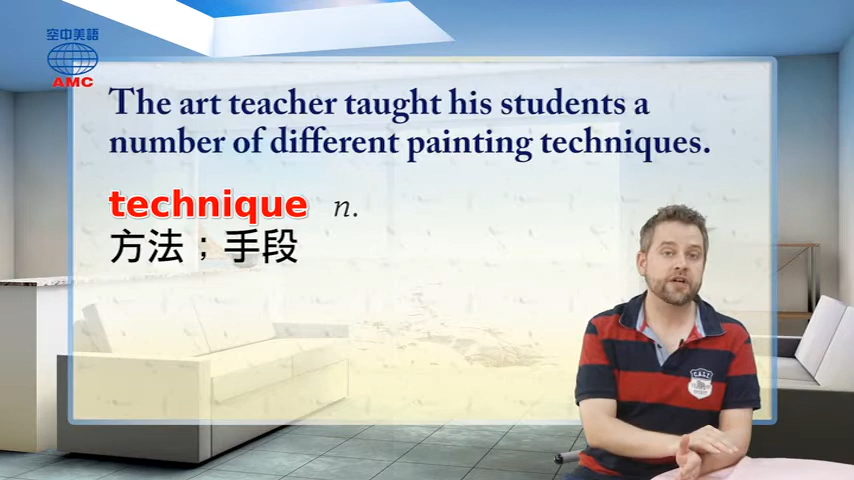 空中美語
AMC
The art teacher taught his students a
number of different painting techniques.
technique n.
方法；手段